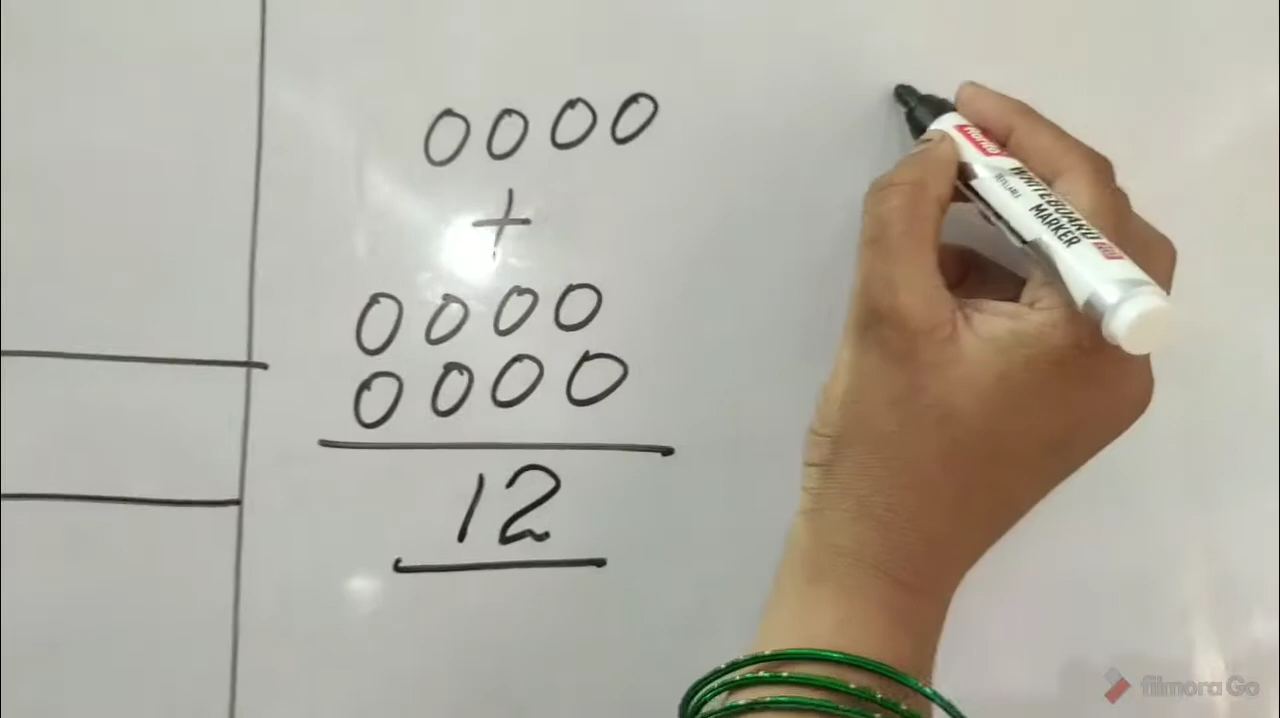 0000
+
0000
0000
12
WHITEBOARD
MARKER
filmora Go